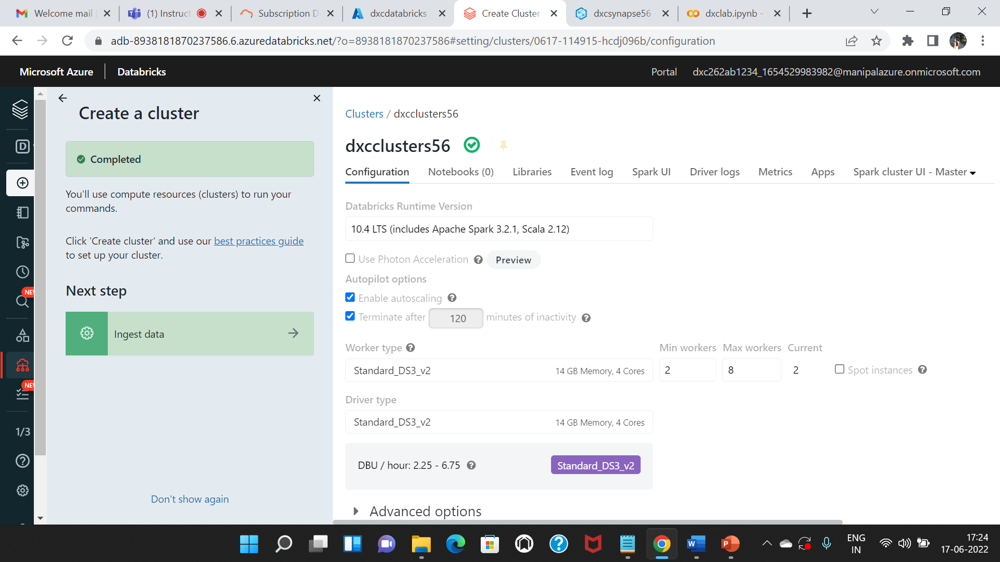 Welcome mail
(1) Instruct
Subscription D
dxcdatabricks -
Create Cluster
dxcsynapse56
dxclab.ipynb -
adb-8938181870237586.6.azuredatabricks.net/?o=8938181870237586#setting/clusters/0617-114915-hcdj096b/configuration
Microsoft Azure
Databricks
Portal
dxc262ab1234_1654529983982@manipalazure.onmicrosoft.com
D
NEW
NEW
1/3
Create a cluster
Completed
You'll use compute resources (clusters) to run your
commands.
Click 'Create cluster' and use our best practices guide
to set up your cluster.
Next step
Ingest data
Don't show again
Clusters / dxcclusters56
dxcclusters56
Configuration
Notebooks (0)
Libraries
Event log
Spark UI
Driver logs
Metrics
Apps
Spark cluster UI - Master
Databricks Runtime Version
10.4 LTS (includes Apache Spark 3.2.1, Scala 2.12)
Use Photon Acceleration
Preview
Autopilot options
Enable autoscaling
Terminate after 120 minutes of inactivity
Worker type
Min workers
Max workers
Current
Standard_DS3_v2
14 GB Memory, 4 Cores
2
8
2
Spot instances
Driver type
Standard_DS3_v2
14 GB Memory, 4 Cores
DBU / hour: 2.25 - 6.75
Standard_DS3_v2
Advanced options
ENG
IN
17:24
17-06-2022